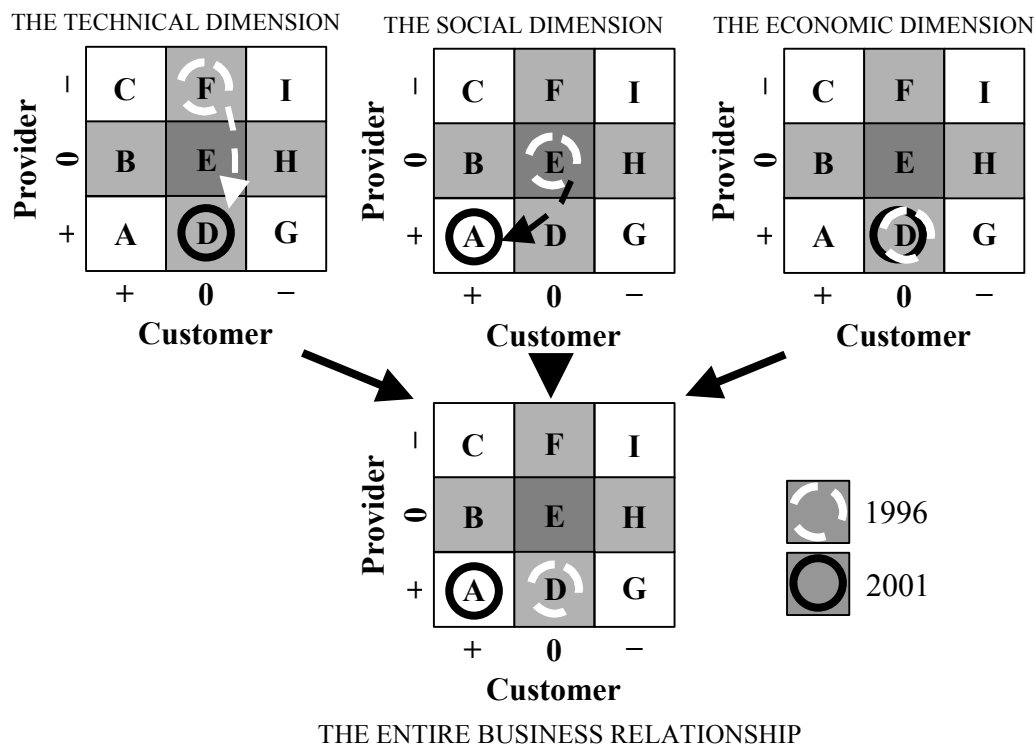 THE TECHNICAL DIMENSION
Provider
− 0 +
C F I
B E H
A D G
+ 0 −
Customer
THE SOCIAL DIMENSION
Provider
− 0 +
C F I
B E H
A D G
+ 0 −
Customer
THE ECONOMIC DIMENSION
Provider
− 0 +
C F I
B E H
A D G
+ 0 −
Customer
Provider
− 0 +
C F I
B E H
A D G
+ 0 −
Customer
THE ENTIRE BUSINESS RELATIONSHIP
1996
2001